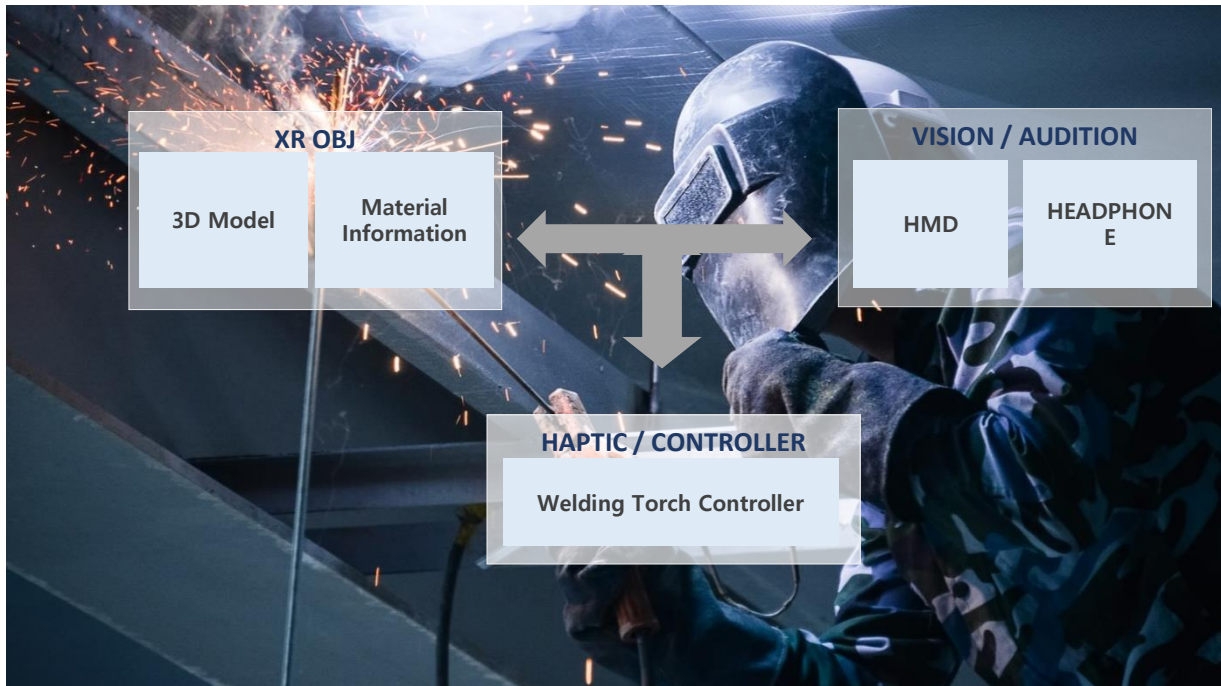 XR OBJ
3D Model
Material
Information
VISION / AUDITION
HMD
HEADPHON
E
HAPTIC / CONTROLLER
Welding Torch Controller